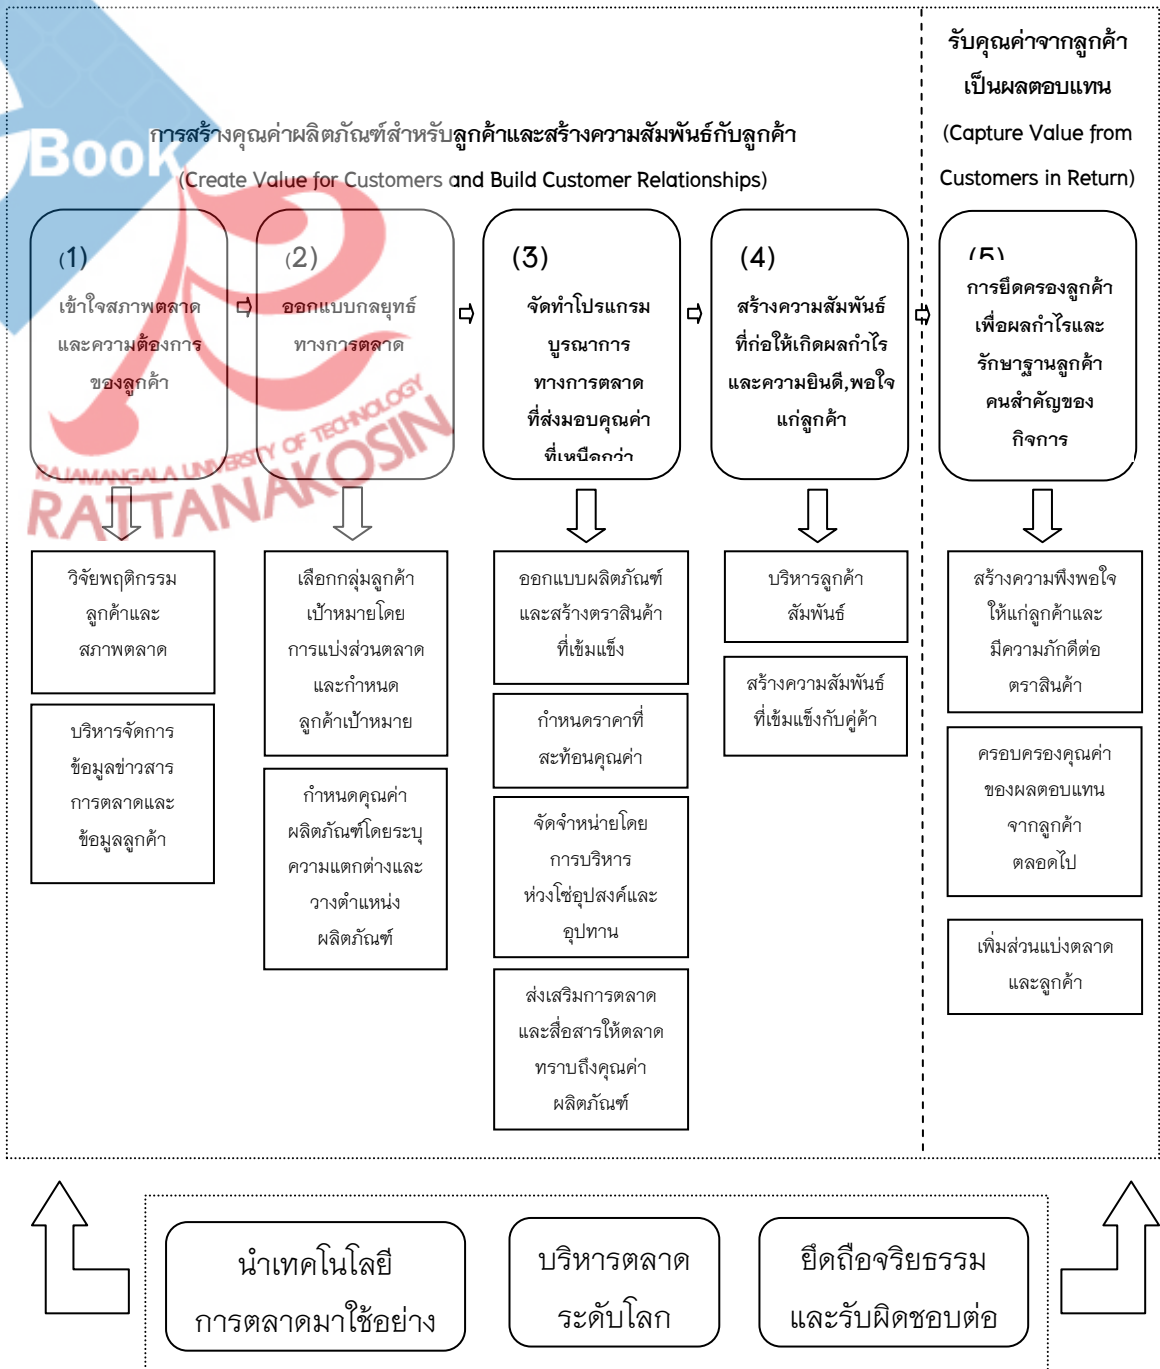 รับคุณค่าจากลูกค้า
เป็นผลตอบแทน
(Capture Value from
Customers in Return)
การสร้างคุณค่าผลิตภัณฑ์สำหรับลูกค้าและสร้างความสัมพันธ์กับลูกค้า
(Create Value for Customers and Build Customer Relationships)
Book
(1)
เข้าใจสภาพตลาด
และความต้องการ
ของลูกค้า
(2)
ออกแบบกลยุทธ์
ทางการตลาด
(3)
จัดทำโปรแกรม
บูรณาการ
ทางการตลาด
ที่ส่งมอบคุณค่า
ที่เหนือกว่า
(4)
สร้างความสัมพันธ์
ที่ก่อให้เกิดผลกำไร
และความยินดี,พอใจ
แก่ลูกค้า
(5)
การยึดครองลูกค้า
เพื่อผลกำไรและ
รักษาฐานลูกค้า
คนสำคัญของ
กิจการ
RAJAMANGALA UNIVERSITY OF TECHNOLOGY
RATTANAKOSIN
วิจัยพฤติกรรม
ลูกค้าและ
สภาพตลาด
บริหารจัดการ
ข้อมูลข่าวสาร
การตลาดและ
ข้อมูลลูกค้า
เลือกกลุ่มลูกค้า
เป้าหมายโดย
การแบ่งส่วนตลาด
และกำหนด
ลูกค้าเป้าหมาย
กำหนดคุณค่า
ผลิตภัณฑ์โดยระบุ
ความแตกต่างและ
วางตำแหน่ง
ผลิตภัณฑ์
ออกแบบผลิตภัณฑ์
และสร้างตราสินค้า
ที่เข้มแข็ง
กำหนดราคาที่
สะท้อนคุณค่า
จัดจำหน่ายโดย
การบริหาร
ห่วงโซ่อุปสงค์และ
อุปทาน
ส่งเสริมการตลาด
และสื่อสารให้ตลาด
ทราบถึงคุณค่า
ผลิตภัณฑ์
บริหารลูกค้า
สัมพันธ์
สร้างความสัมพันธ์
ที่เข้มแข็งกับคู่ค้า
สร้างความพึงพอใจ
ให้แก่ลูกค้าและ
มีความภักดีต่อ
ตราสินค้า
ครอบครองคุณค่า
ของผลตอบแทน
จากลูกค้า
ตลอดไป
เพิ่มส่วนแบ่งตลาด
และลูกค้า
นำเทคโนโลยี
การตลาดมาใช้อย่าง
บริหารตลาด
ระดับโลก
ยึดถือจริยธรรม
และรับผิดชอบต่อ